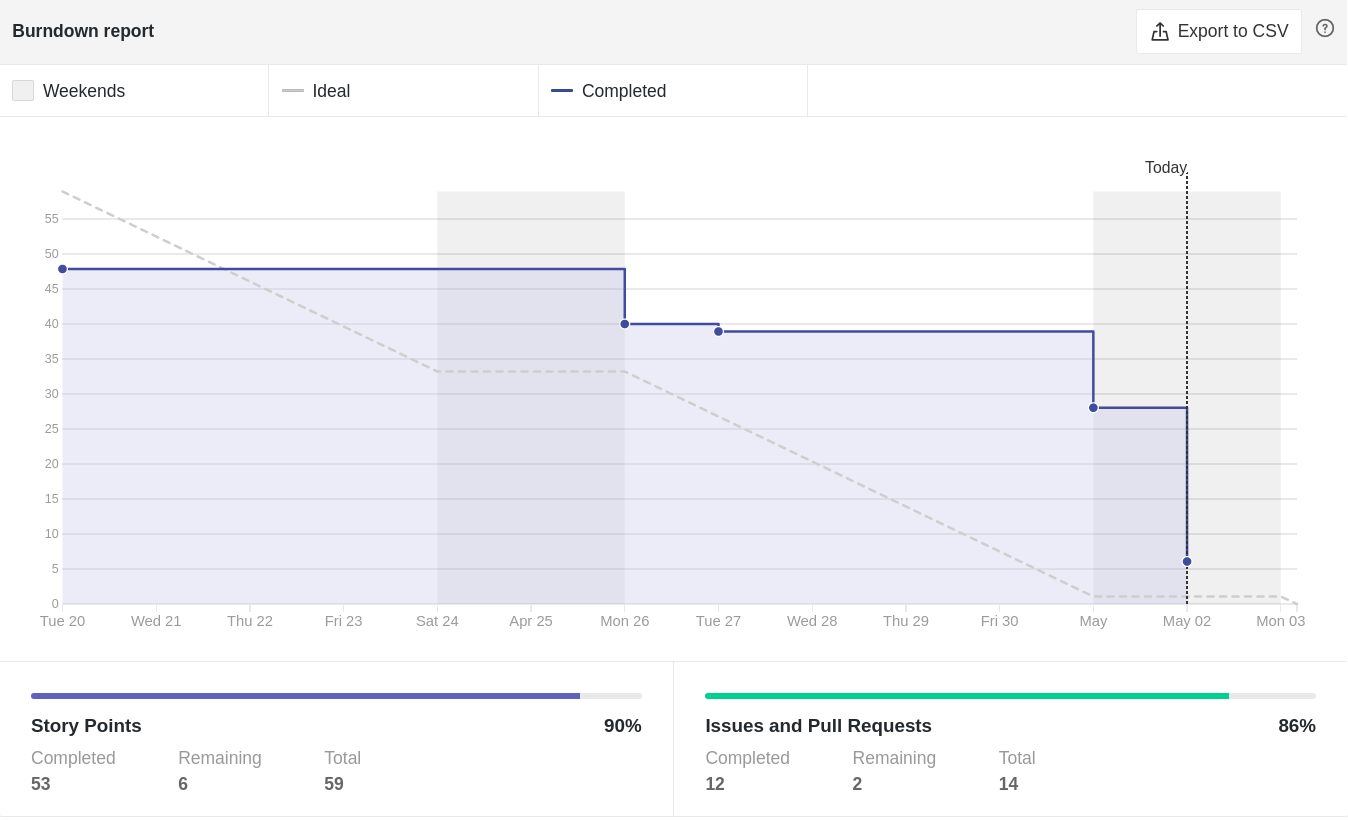 Burndown report
Export to CSV
Weekends
Ideal
Completed
Today
55
50
45
40
35
30
25
20
15
10
5
0
Tue 20 Wed 21 Thu 22 Fri 23 Sat 24 Apr 25 Mon 26 Tue 27 Wed 28 Thu 29 Fri 30 May May 02 Mon 03
Story Points 90%
Completed Remaining Total
53 6 59
Issues and Pull Requests 86%
Completed Remaining Total
12 2 14